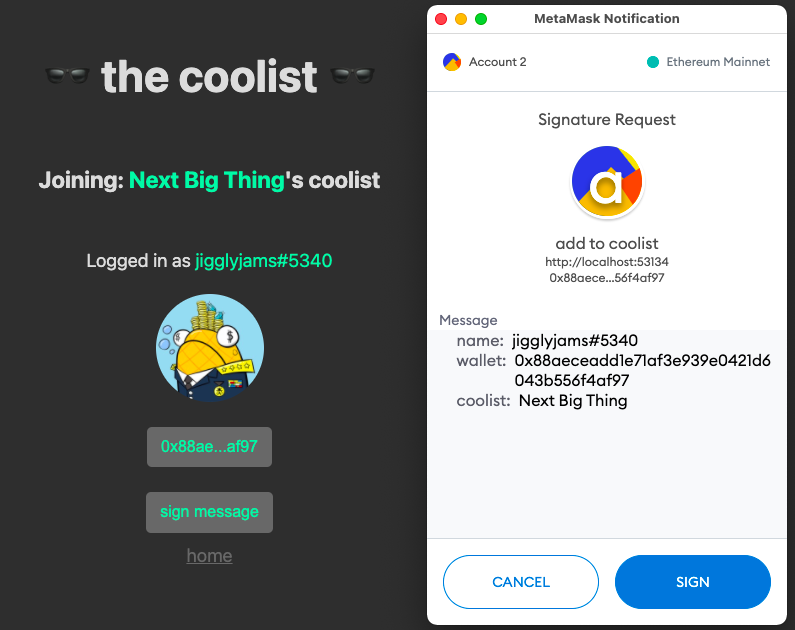 🕶️ the coolist 🕶️
Joining: Next Big Thing's coolist
Logged in as jigglyjams#5340
0x88ae...af97
sign message
home
MetaMask Notification
Account 2
Ethereum Mainnet
Signature Request
a
add to coolist
http://localhost:53134
0x88aece...56f4af97
Message
name: jigglyjams#5340
wallet: 0x88aeceadd1e71af3e939e0421d6
043b556f4af97
coolist: Next Big Thing
CANCEL
SIGN